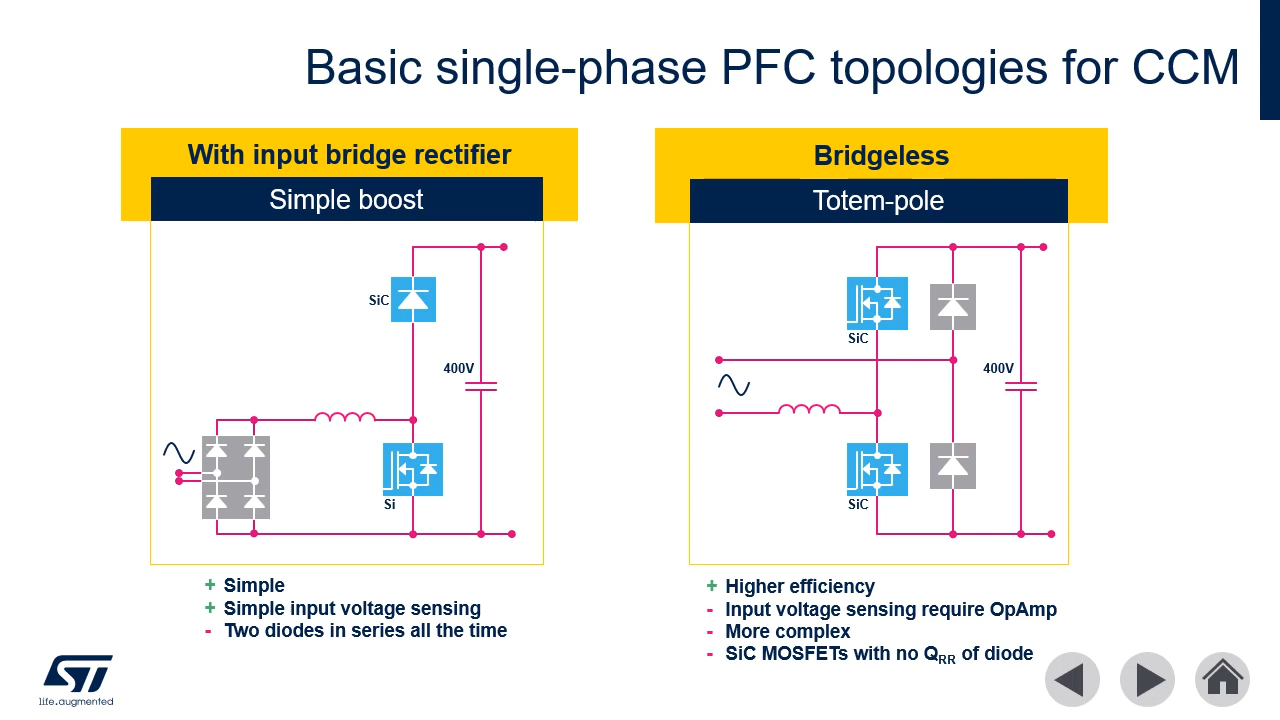 Basic single-phase PFC topologies for CCM
With input bridge rectifier
Simple boost
SiC
400V
Si
+ Simple
+ Simple input voltage sensing
- Two diodes in series all the time
Bridgeless
Totem-pole
SiC
400V
SiC
+ Higher efficiency
- Input voltage sensing require OpAmp
- More complex
- SiC MOSFETs with no QRR of diode
ST
life.augmented